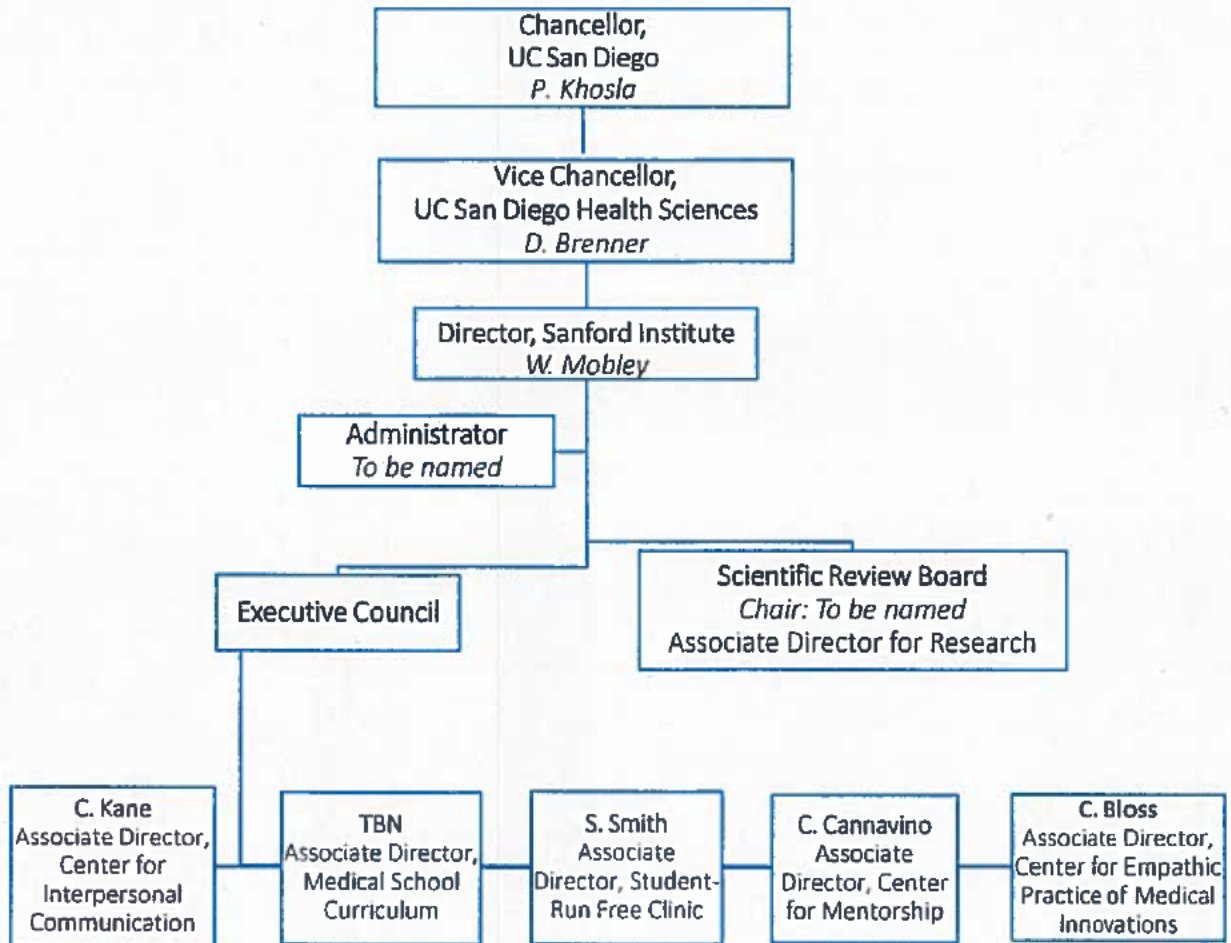 Chancellor,
UC San Diego
P. Khosla
Vice Chancellor,
UC San Diego Health Sciences
D. Brenner
Director, Sanford Institute
W. Mobley
Administrator
To be named
Executive Council
Scientific Review Board
Chair: To be named
Associate Director for Research
C. Kane
Associate Director,
Center for
Interpersonal
Communication
TBN
Associate Director,
Medical School
Curriculum
S. Smith
Associate
Director, Student-
Run Free Clinic
C. Cannavino
Associate
Director, Center
for Mentorship
C. Bloss
Associate Director,
Center for Empathic
Practice of Medical
Innovations